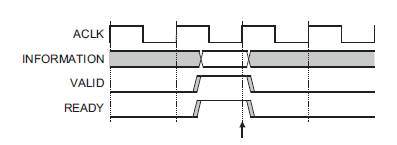 ACLK
INFORMATION
VALID
READY